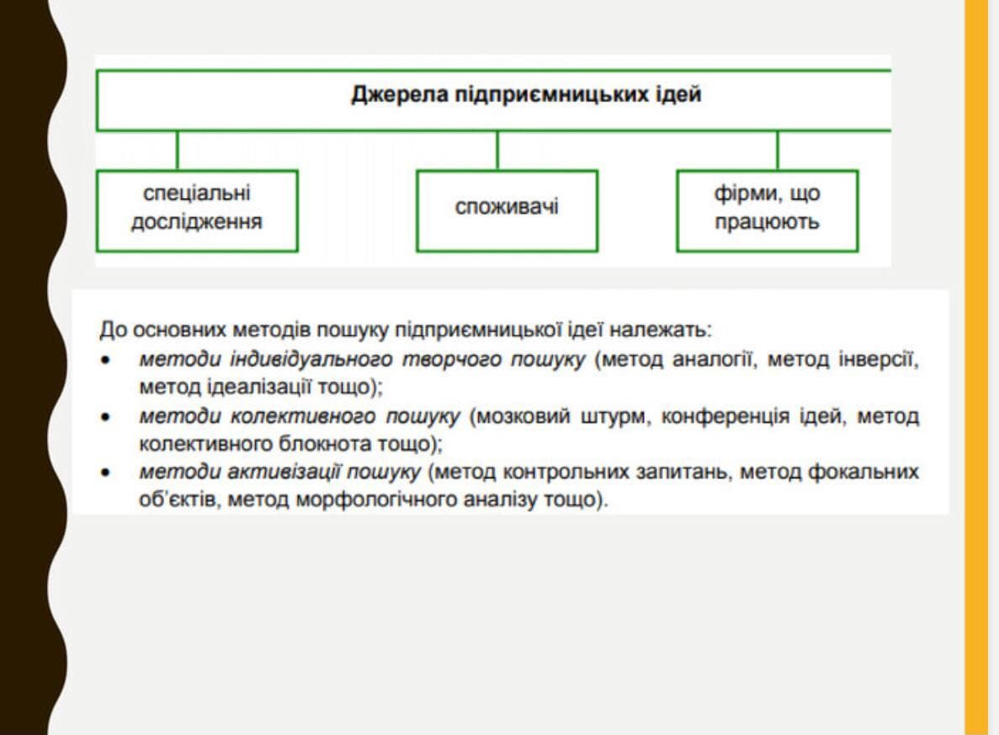 Джерела підприємницьких ідей
спеціальні
дослідження
споживачі
фірми, що
працюють
До основних методів пошуку підприємницької ідеї належать:
• методи індивідуального творчого пошуку (метод аналогії, метод інверсії,
метод ідеалізації тощо);
• методи колективного пошуку (мозковий штурм, конференція ідей, метод
колективного блокнота тощо);
• методи активізації пошуку (метод контрольних запитань, метод фокальних
об'єктів, метод морфологічного аналізу тощо).